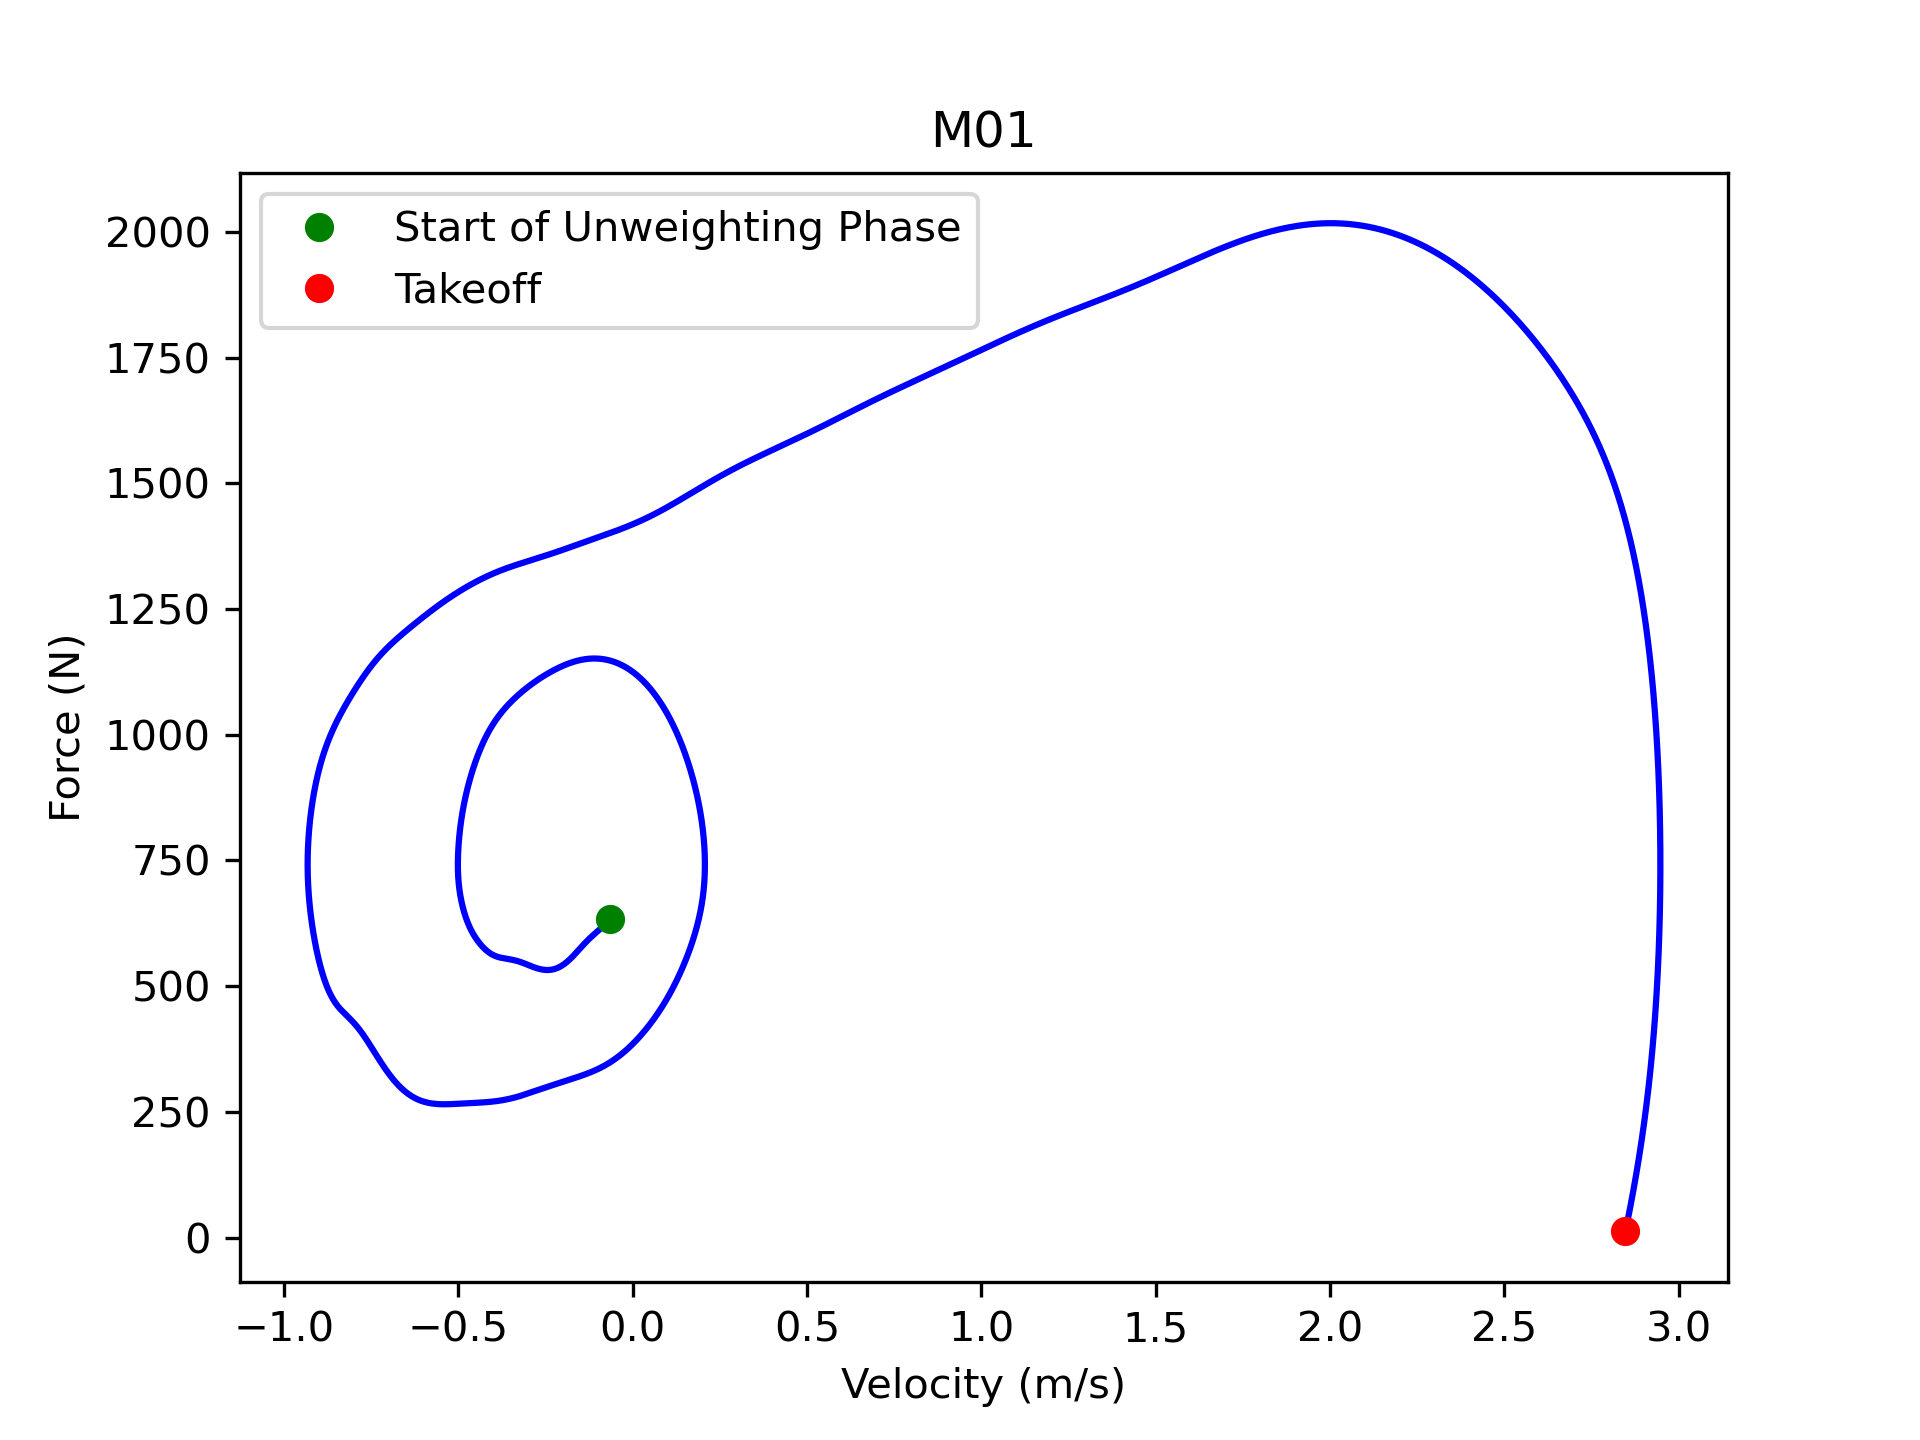 M01
Start of Unweighting Phase
Takeoff
Force (N)
2000
1750
1500
1250
1000
750
500
250
0
−1.0 −0.5 0.0 0.5 1.0 1.5 2.0 2.5 3.0
Velocity (m/s)